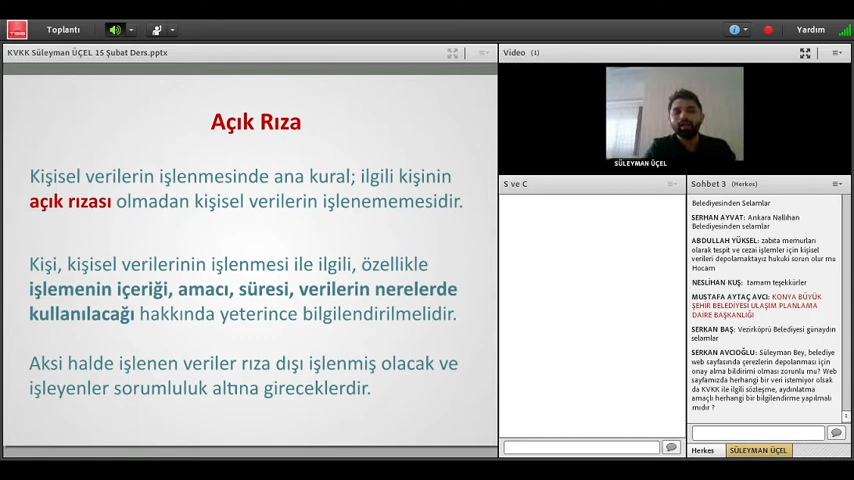 Toplantı
Yardım
KVKK Süleyman ÜÇEL 15 Şubat Ders.pptx
Açık Rıza
Kişisel verilerin işlenmesinde ana kural; ilgili kişinin
açık rızası olmadan kişisel verilerin işlenememesidir.
Kişi, kişisel verilerinin işlenmesi ile ilgili, özellikle
işlemenin içeriği, amacı, süresi, verilerin nerelerde
kullanılacağı hakkında yeterince bilgilendirilmelidir.
Aksi halde işlenen veriler rıza dışı işlenmiş olacak ve
işleyenler sorumluluk altına gireceklerdir.
Video (1)
SÜLEYMAN ÜÇEL
S ve C
Sohbet 3 (Herkes)
Belediyesinden Selamlar
SERHAN AYVAT: Ankara Nallıhan
Belediyesinden selamlar
ABDULLAH YÜKSEL: zabıta memurları
olarak tespit ve cezai işlemler için kişisel
verileri depolamaktayız hukuki sorun olur mu
Hocam
NESLİHAN KUŞ: tamam teşekkürler
MUSTAFA AYTAÇ AVCI: KONYA BÜYÜK
ŞEHİR BELEDİYESİ ULAŞIM PLANLAMA
DAİRE BAŞKANLIĞI
SERKAN BAŞ: Vezirköprü Belediyesi günaydın
selamlar
SERKAN AVCIOĞLU: Süleyman Bey, belediye
web sayfasında çerezlerin depolanması için
onay alma bildirimi olması zorunlu mu? Web
sayfamızda herhangi bir veri istemiyor olsak
da KVKK ile ilgili sözleşme, aydınlatma
amaçlı herhangi bir bilgilendirme yapılmalı
mıdır ?
Herkes
SÜLEYMAN ÜÇEL